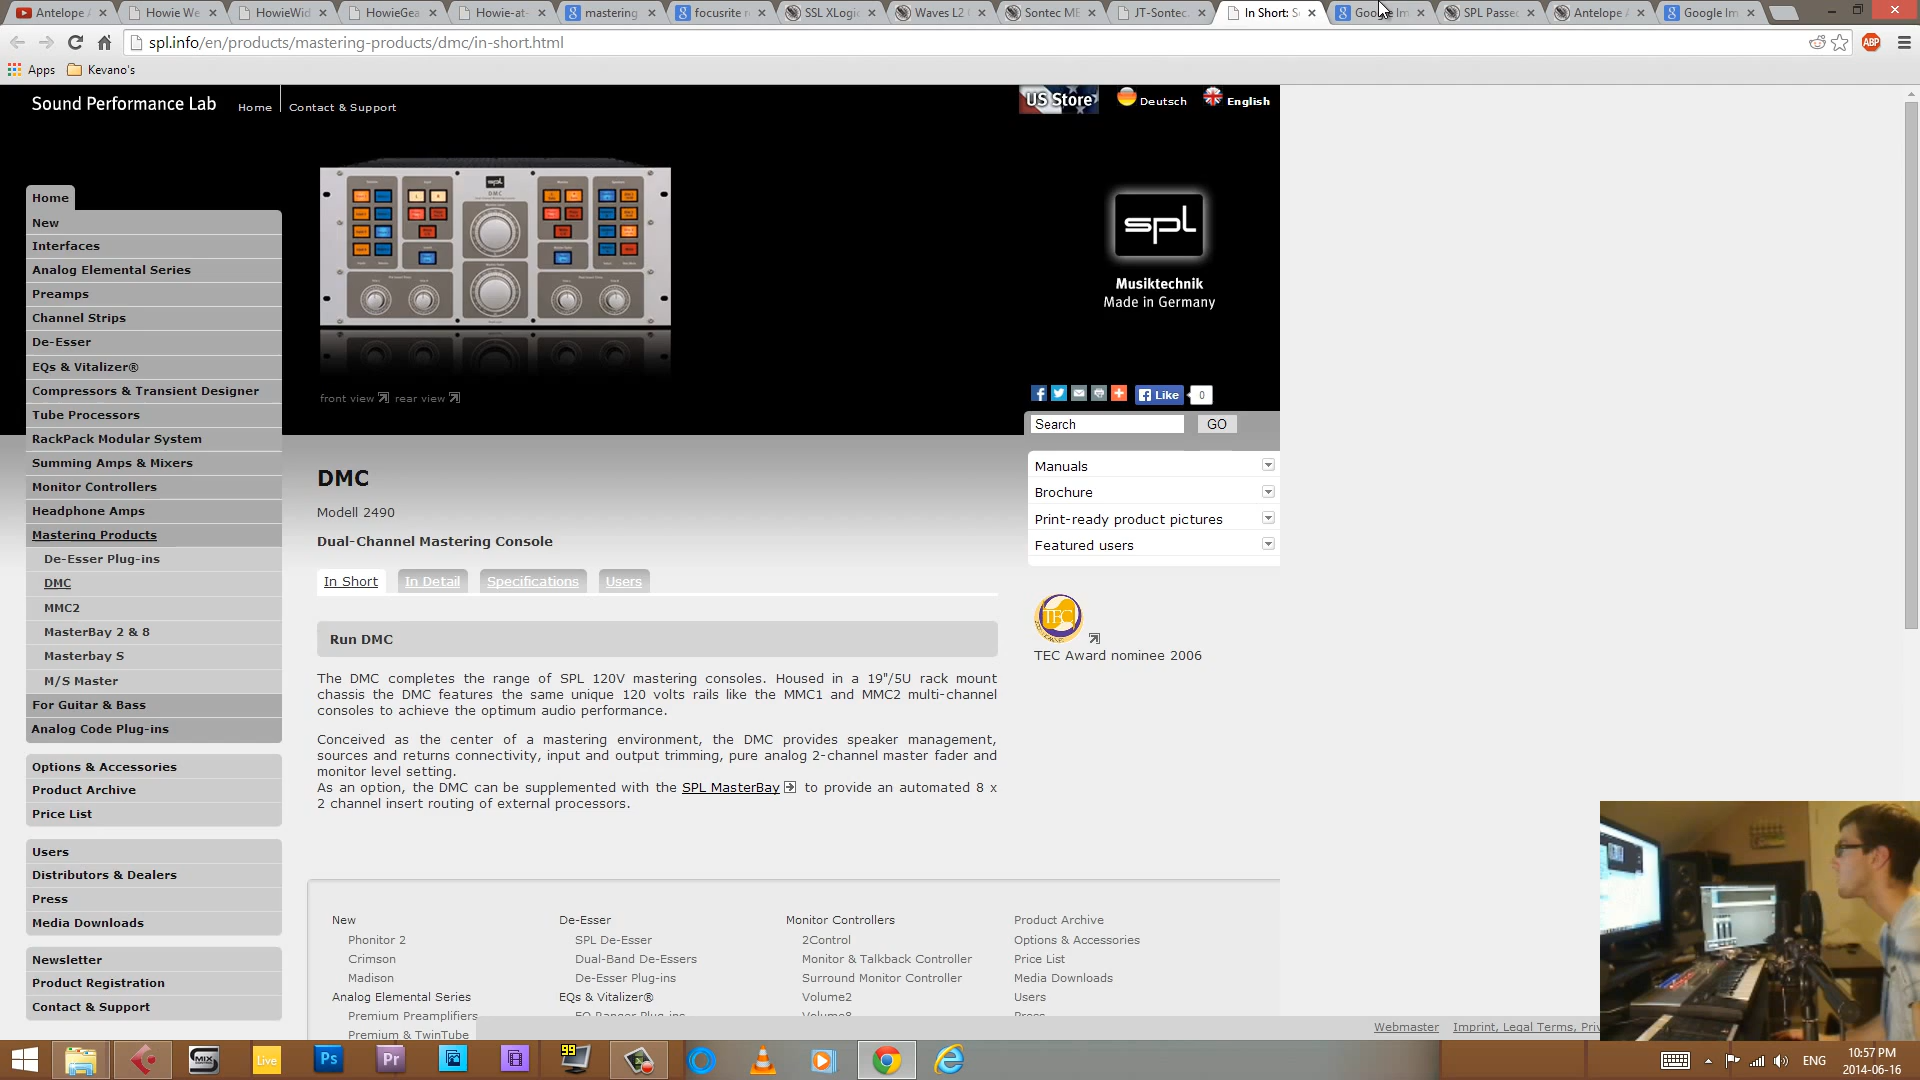 Antelope A
Howie We
HowieWid
HowieGea
Howie-at-
mastering
focusrite r
SSL XLogic
Waves L2 (
Sontec ME
JT-Sontec.
In Short: S
Google Im
SPL Passec
Antelope A
Google Im
spl.info/en/products/mastering-products/dmc/in-short.html
ABP
Apps
Kevano's
Sound Performance Lab
Home
Contact & Support
US Store
Deutsch
English
spl
Musiktechnik
Made in Germany
front view
rear view
Like
0
Search
GO
Home
New
Interfaces
Analog Elemental Series
Preamps
Channel Strips
De-Esser
EQs & Vitalizer®
Compressors & Transient Designer
Tube Processors
RackPack Modular System
Summing Amps & Mixers
Monitor Controllers
Headphone Amps
Mastering Products
De-Esser Plug-ins
DMC
MMC2
MasterBay 2 & 8
Masterbay S
M/S Master
For Guitar & Bass
Analog Code Plug-ins
Options & Accessories
Product Archive
Price List
Users
Distributors & Dealers
Press
Media Downloads
Newsletter
Product Registration
Contact & Support
DMC
Modell 2490
Dual-Channel Mastering Console
In Short
In Detail
Specifications
Users
Run DMC
The DMC completes the range of SPL 120V mastering consoles. Housed in a 19"/5U rack mount
chassis the DMC features the same unique 120 volts rails like the MMC1 and MMC2 multi-channel
consoles to achieve the optimum audio performance.
Conceived as the center of a mastering environment, the DMC provides speaker management,
sources and returns connectivity, input and output trimming, pure analog 2-channel master fader and
monitor level setting.
As an option, the DMC can be supplemented with the SPL MasterBay to provide an automated 8 x
2 channel insert routing of external processors.
Manuals
Brochure
Print-ready product pictures
Featured users
TEC
TEC Award nominee 2006
New
Phonitor 2
Crimson
Madison
Analog Elemental Series
Premium Preamplifiers
Premium & TwinTube
De-Esser
SPL De-Esser
Dual-Band De-Essers
De-Esser Plug-ins
EQs & Vitalizer®
EQ Ranger Plug-ins
Monitor Controllers
2Control
Monitor & Talkback Controller
Surround Monitor Controller
Volume2
Volume8
Product Archive
Options & Accessories
Price List
Media Downloads
Users
Press
Webmaster
Imprint, Legal Terms, Priv
MIX
Live
Ps
Pr
99
ENG
10:57 PM
2014-06-16